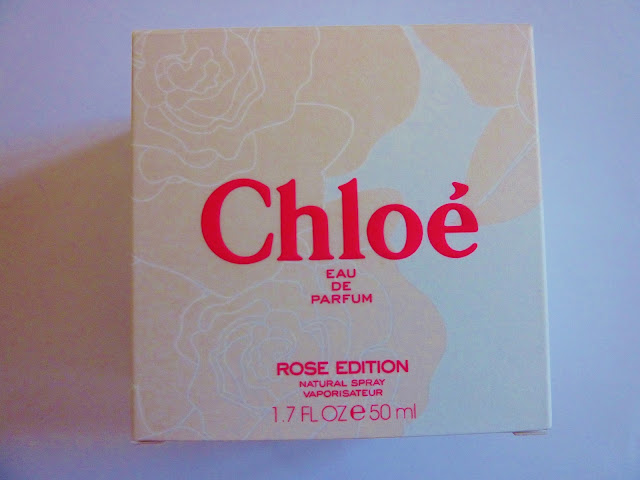 Chloé
EAU
DE
PARFUM
ROSE EDITION
NATURAL SPRAY
VAPORISATEUR
1.7 FL OZ ℮ 50 ml